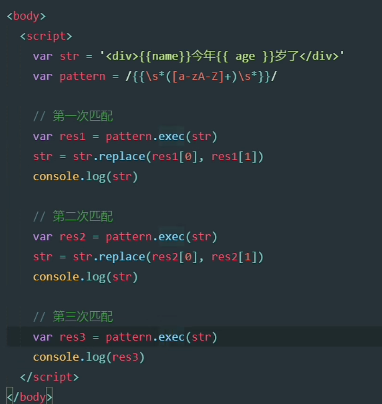 <body>
<script>
var str = '<div>{{name}}今年{{ age }}岁了</div>'
var pattern = /{{\s*([a-zA-Z]+)\s*}}/
// 第一次匹配
var res1 = pattern.exec(str)
str = str.replace(res1[0], res1[1])
console.log(str)
// 第二次匹配
var res2 = pattern.exec(str)
str = str.replace(res2[0], res2[1])
console.log(str)
// 第三次匹配
var res3 = pattern.exec(str)
console.log(res3)
</script>
</body>